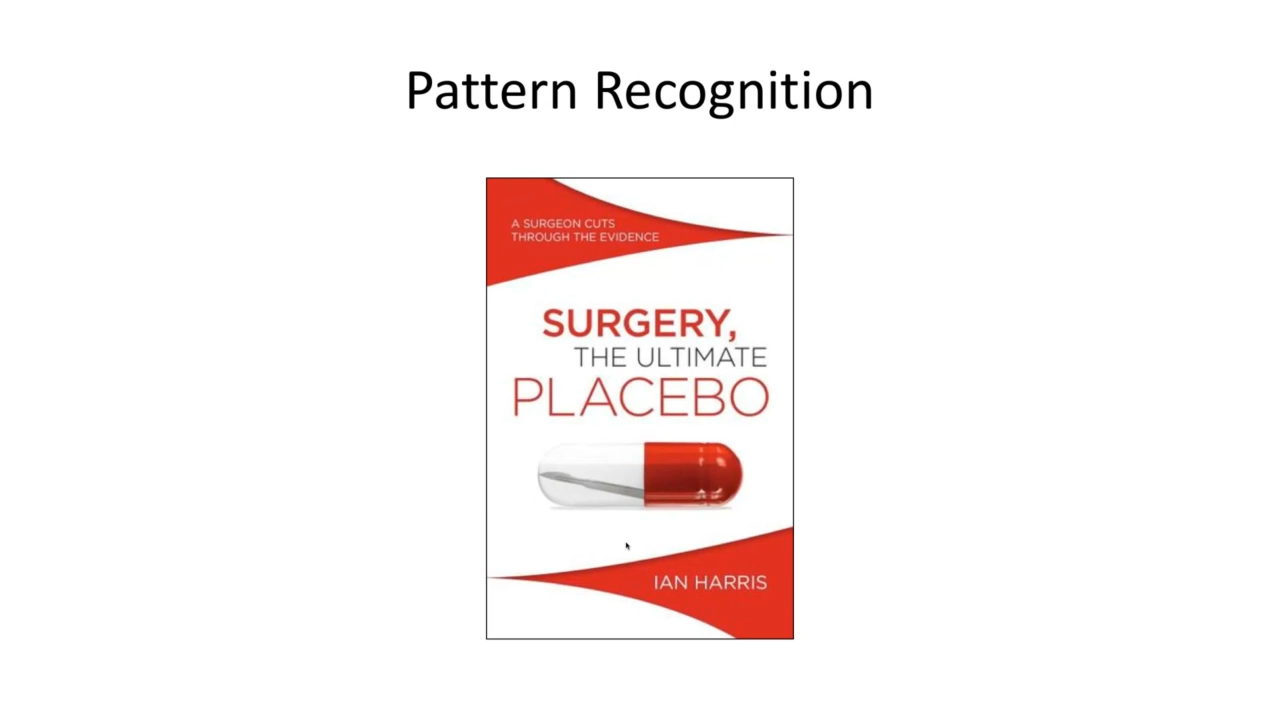 Pattern Recognition
A SURGEON CUTS
THROUGH THE EVIDENCE
SURGERY,
THE ULTIMATE
PLACEBO
IAN HARRIS